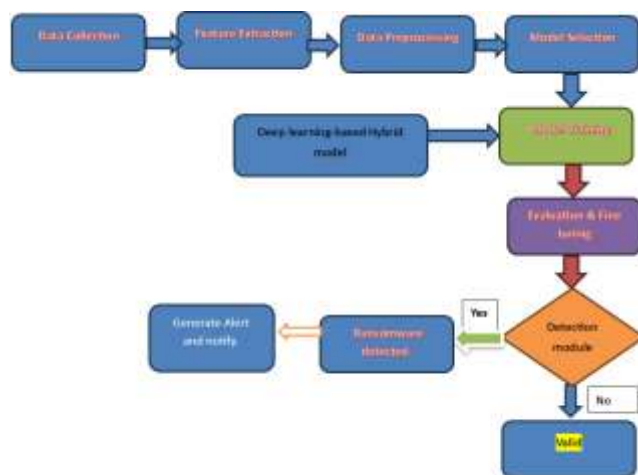 Data Collection
Feature Extraction
Data Preprocessing
Model Selection
Deep learning-based Hybrid
model
Evaluation & Fine
tuning
Yes
Generate Alert
and notify.
Ransomware
detected
Detection
module
No
Valid